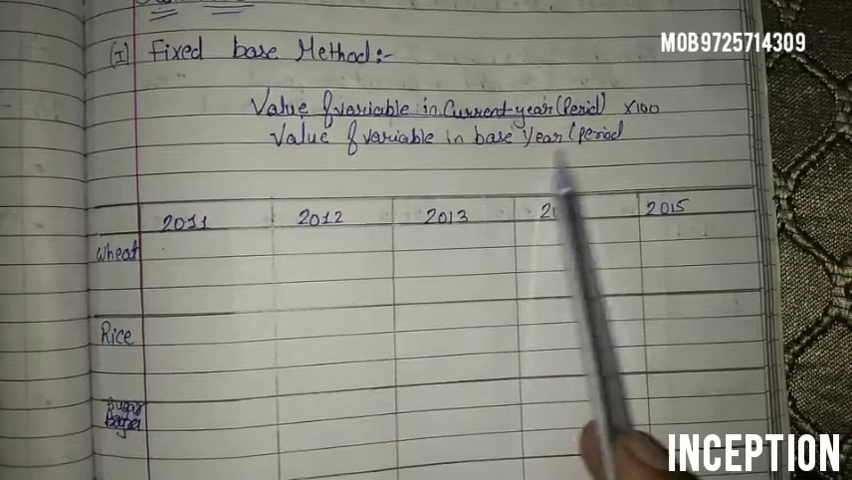 MOB9725714309
(I) Fixed base Method:-
Value of variable in Current year (Period) x100
Value of variable in base year (period
2011 2012 2013 2015
Wheat
Rice
Sugar
INCEPTION